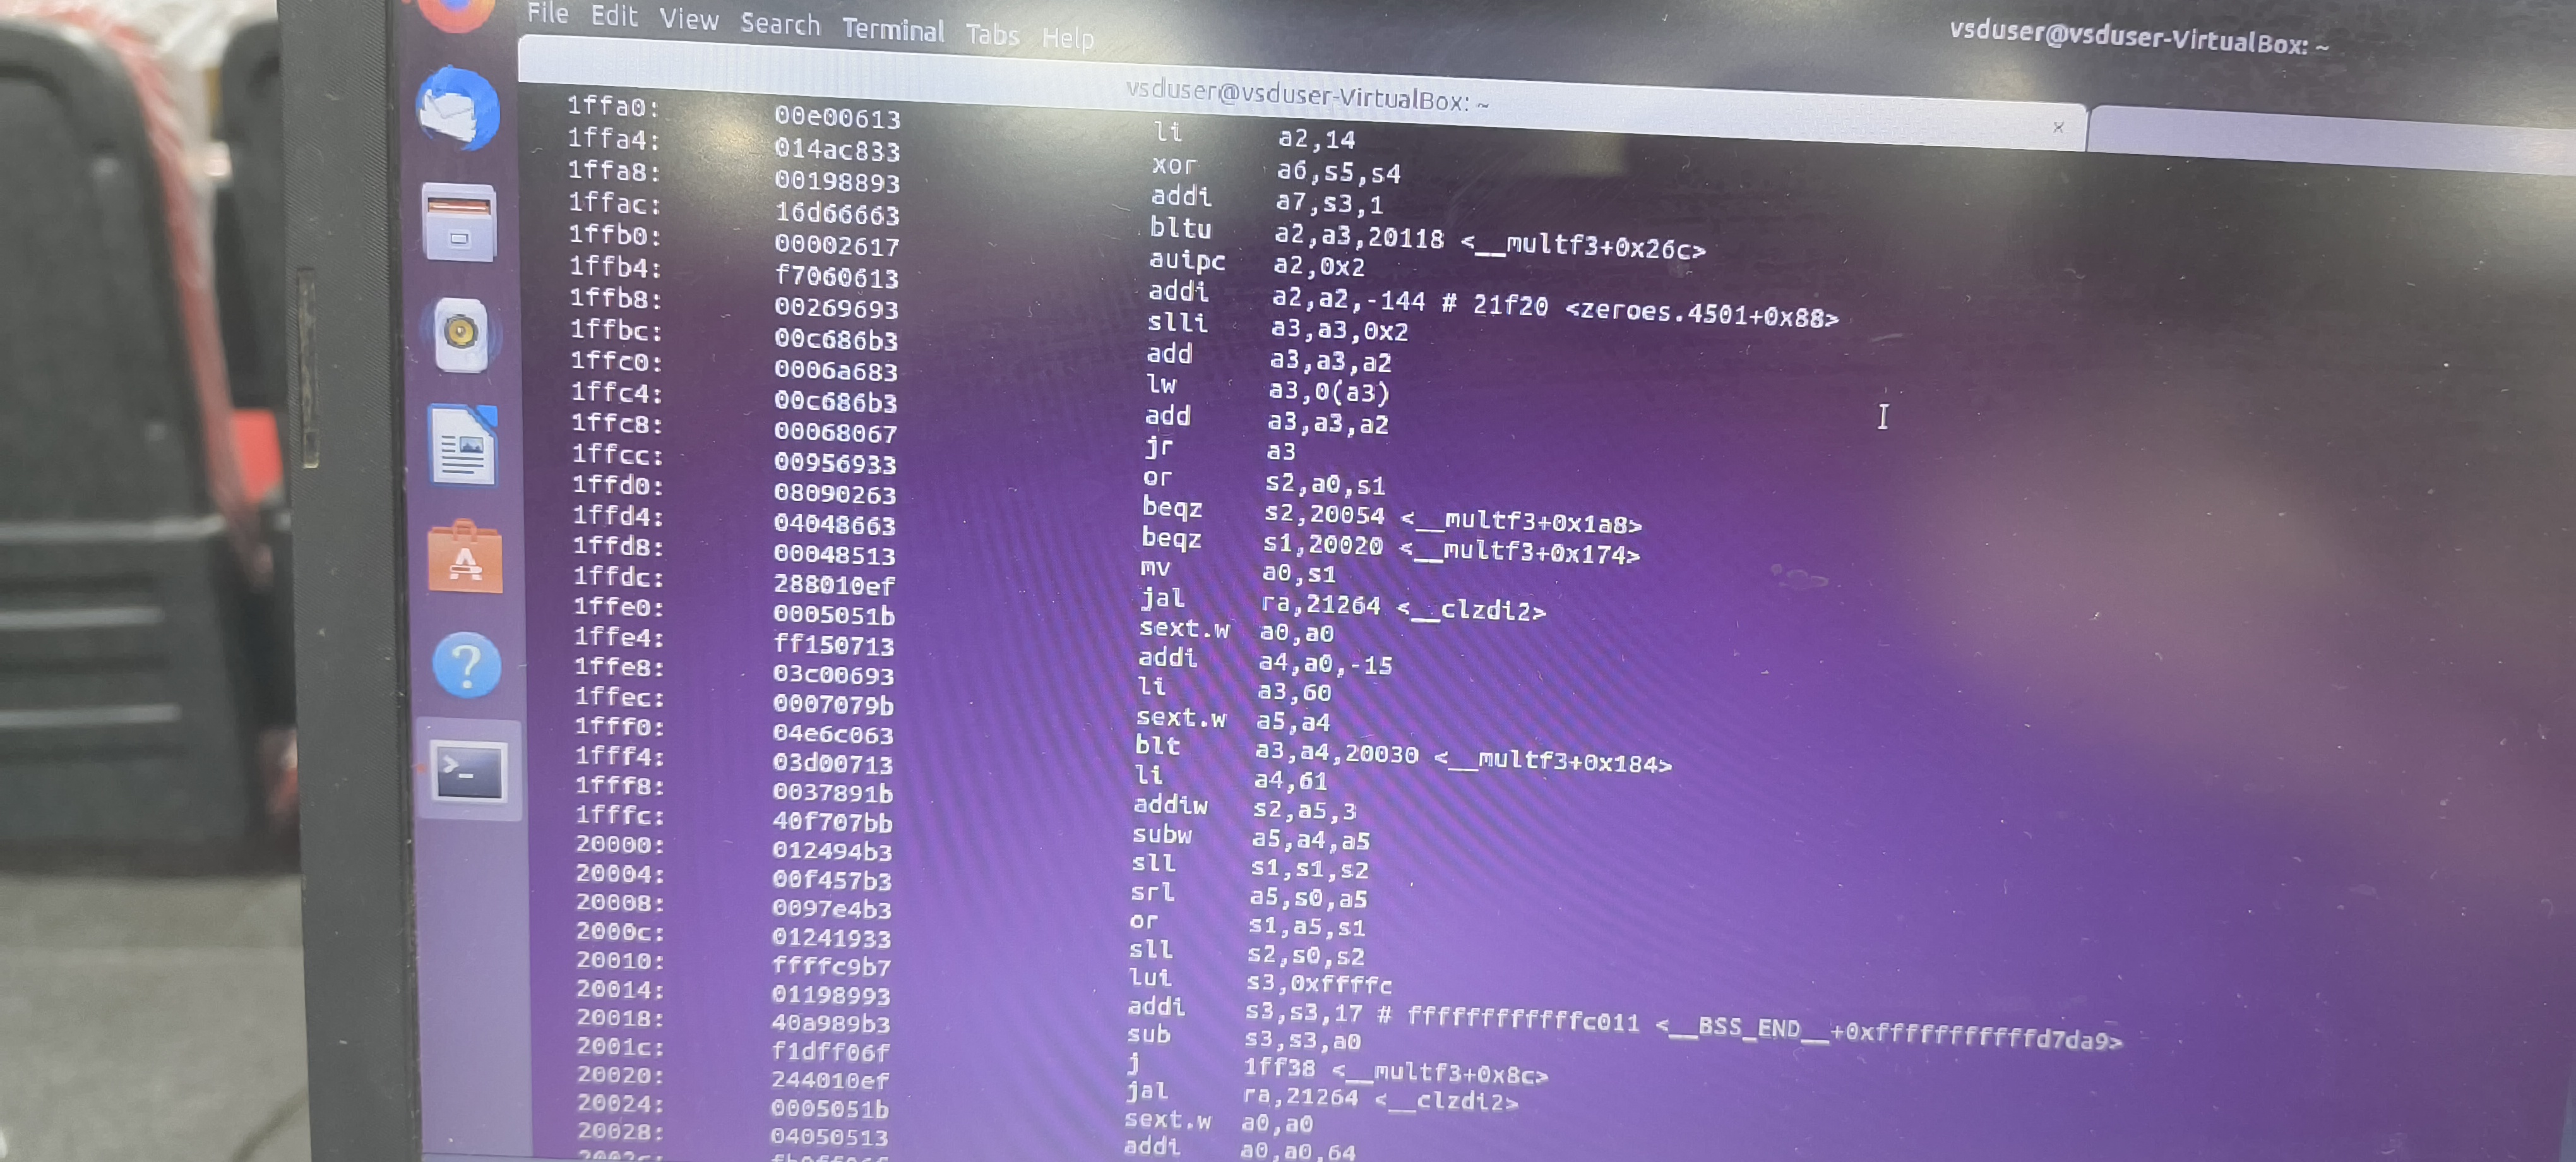 File Edit View Search Terminal Tabs Help
vsduser@vsduser-VirtualBox: ~
vsduser@vsduser-VirtualBox: ~ ×
1ffa0: 00e00613 li a2,14
1ffa4: 014ac833 xor a6,s5,s4
1ffa8: 00198893 addi a7,s3,1
1ffac: 16d66663 bltu a2,a3,20118 <__multf3+0x26c>
1ffb0: 00002617 auipc a2,0x2
1ffb4: f7060613 addi a2,a2,-144 # 21f20 <zeroes.4501+0x88>
1ffb8: 00269693 slli a3,a3,0x2
1ffbc: 00c686b3 add a3,a3,a2
1ffc0: 0006a683 lw a3,0(a3)
1ffc4: 00c686b3 add a3,a3,a2
1ffc8: 00068067 jr a3
1ffcc: 00956933 or s2,a0,s1
1ffd0: 08090263 beqz s2,20054 <__multf3+0x1a8>
1ffd4: 04048663 beqz s1,20020 <__multf3+0x174>
1ffd8: 00048513 mv a0,s1
1ffdc: 288010ef jal ra,21264 <__clzdi2>
1ffe0: 0005051b sext.w a0,a0
1ffe4: ff150713 addi a4,a0,-15
1ffe8: 03c00693 li a3,60
1ffec: 0007079b sext.w a5,a4
1fff0: 04e6c063 blt a3,a4,20030 <__multf3+0x184>
1fff4: 03d00713 li a4,61
1fff8: 0037891b addiw s2,a5,3
1fffc: 40f707bb subw a5,a4,a5
20000: 012494b3 sll s1,s1,s2
20004: 00f457b3 srl a5,s0,a5
20008: 0097e4b3 or s1,a5,s1
2000c: 01241933 sll s2,s0,s2
20010: ffffc9b7 lui s3,0xffffc
20014: 01198993 addi s3,s3,17 # ffffffffffffc011 <__BSS_END__+0xfffffffffffd7da9>
20018: 40a989b3 sub s3,s3,a0
2001c: f1dff06f j 1ff38 <__multf3+0x8c>
20020: 244010ef jal ra,21264 <__clzdi2>
20024: 0005051b sext.w a0,a0
20028: 04050513 addi a0,a0,64